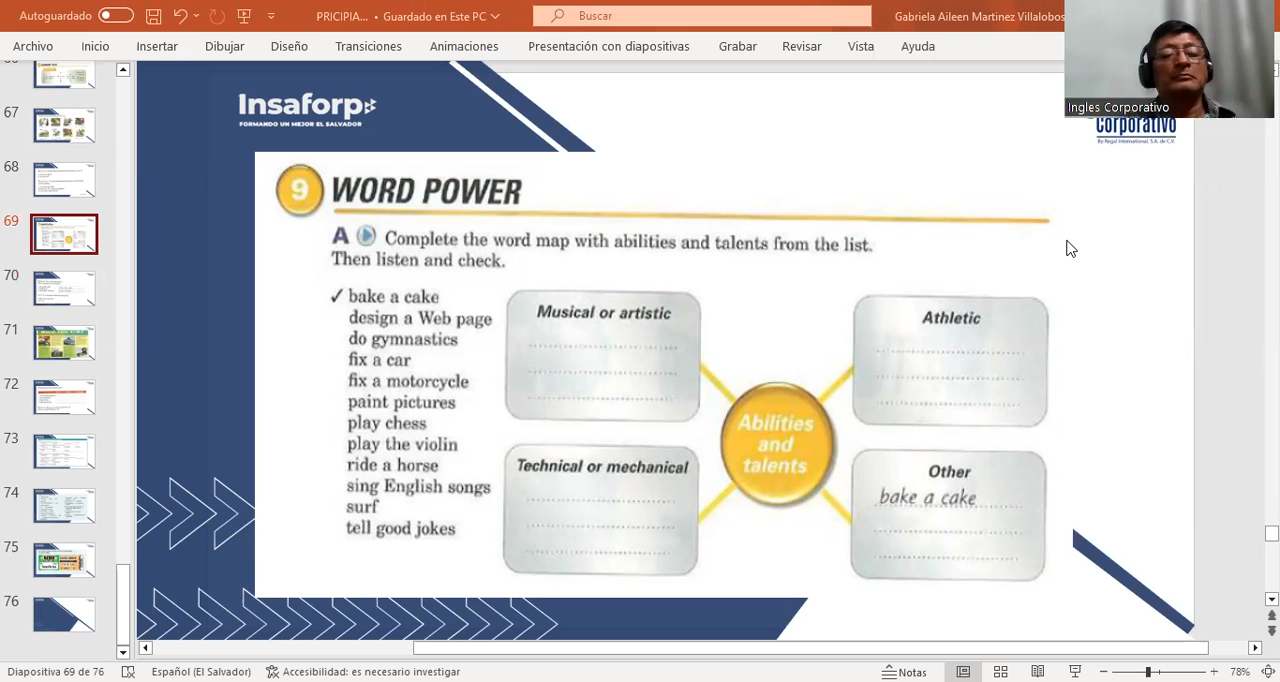 Autoguardado
PRICIPIA... • Guardado en Este PC
Buscar
Gabriela Aileen Martinez Villalobos
Archivo
Inicio
Insertar
Dibujar
Diseño
Transiciones
Animaciones
Presentación con diapositivas
Grabar
Revisar
Vista
Ayuda
Ingles Corporativo
67
68
69
70
71
72
73
74
75
76
Insaforp
FORMANDO UN MEJOR EL SALVADOR
Corporativo
By Regal International, S.A. de C.V.
9 WORD POWER
A Complete the word map with abilities and talents from the list.
Then listen and check.
✓ bake a cake
design a Web page
do gymnastics
fix a car
fix a motorcycle
paint pictures
play chess
play the violin
ride a horse
sing English songs
surf
tell good jokes
Musical or artistic
Athletic
Abilities
and
talents
Technical or mechanical
Other
bake a cake
Diapositiva 69 de 76
Español (El Salvador)
Accesibilidad: es necesario investigar
Notas
78%